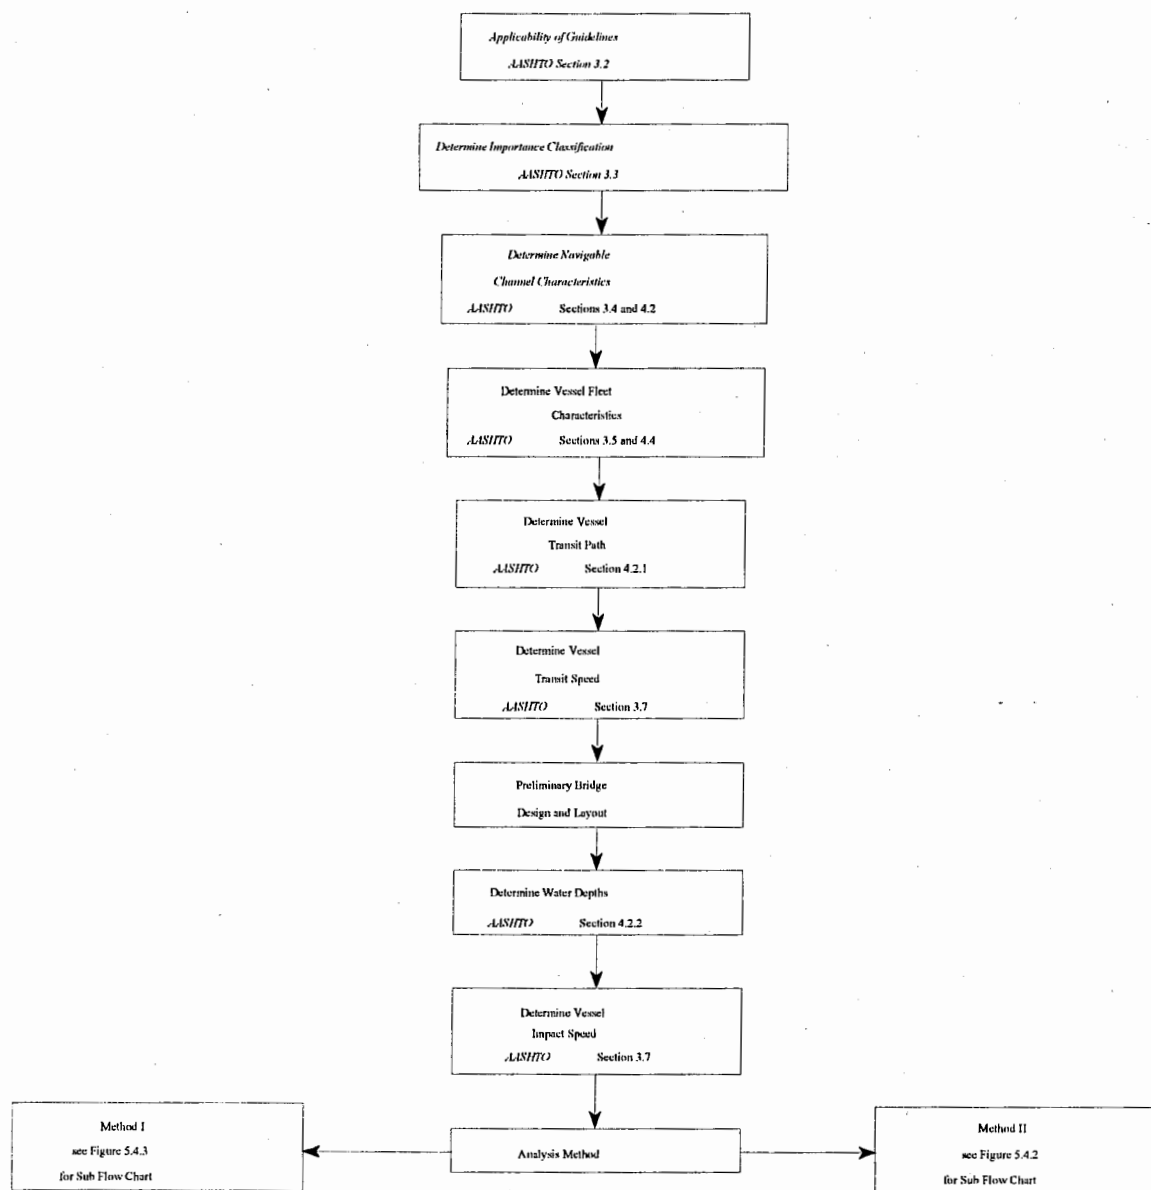 Applicability of Guidelines
AASHTO Section 3.2
Determine Importance Classification
AASHTO Section 3.3
Determine Navigable
Channel Characteristics
AASHTO Sections 3.4 and 4.2
Determine Vessel Fleet
Characteristics
AASHTO Sections 3.5 and 4.4
Determine Vessel
Transit Path
AASHTO Section 4.2.1
Determine Vessel
Transit Speed
AASHTO Section 3.7
Preliminary Bridge
Design and Layout
Determine Water Depths
AASHTO Section 4.2.2
Determine Vessel
Impact Speed
AASHTO Section 3.7
Method I
see Figure 5.4.3
for Sub Flow Chart
Analysis Method
Method II
see Figure 5.4.2
for Sub Flow Chart